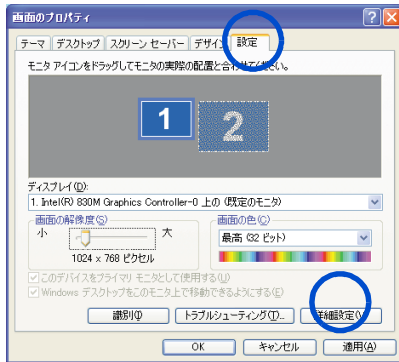 画面のプロパティ
テーマ デスクトップ スクリーン セーバー デザイン 設定
モニタ アイコンをドラッグしてモニタの実際の配置と合わせてください。
1 2
ディスプレイ(D):
1. Intel(R) 830M Graphics Controller-0 上の (既定のモニタ)
画面の解像度(S) 画面の色(C)
小 大 最高 (32 ビット)
1024 x 768 ピクセル
このデバイスをプライマリ モニタとして使用する(U)
Windows デスクトップをこのモニタ上で移動できるようにする(E)
識別(I) トラブルシューティング(T)... 詳細設定(V)
OK キャンセル 適用(A)